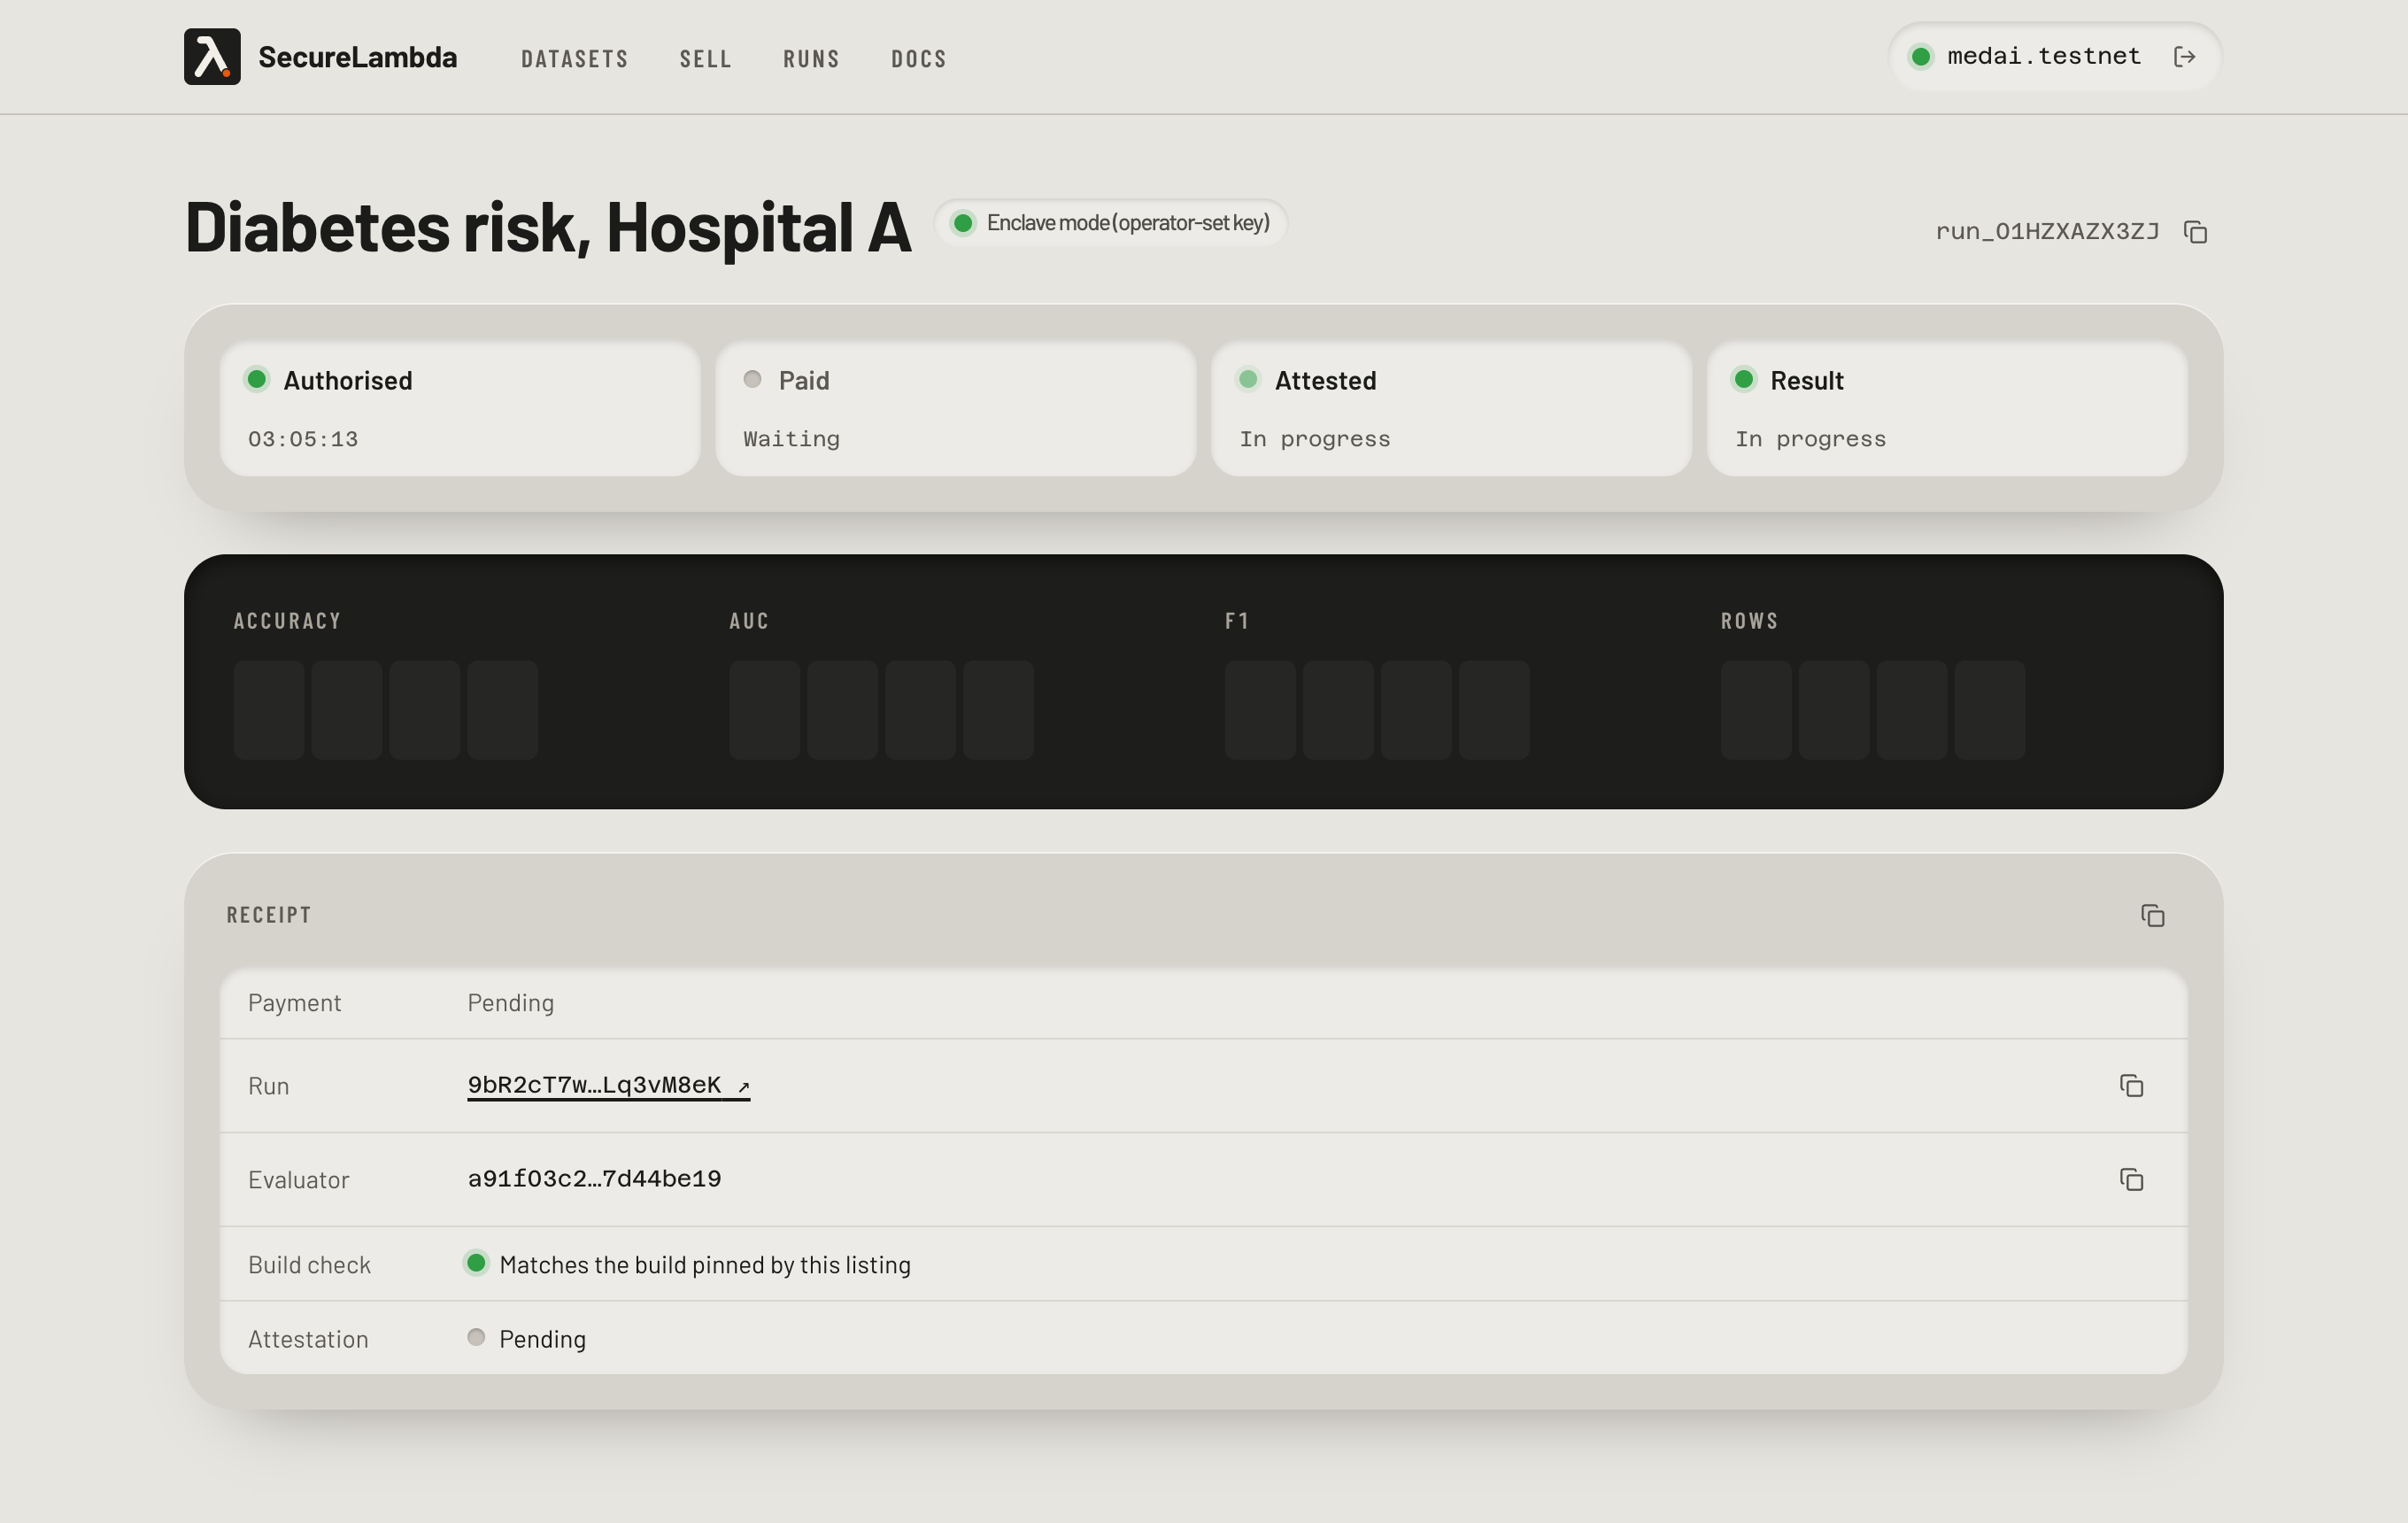 SecureLambda DATASETS SELL RUNS DOCS medai.testnet
Diabetes risk, Hospital A Enclave mode (operator-set key) run_01HZXAZX3ZJ
Authorised Paid Attested Result
03:05:13 Waiting In progress In progress
ACCURACY AUC F1 ROWS
RECEIPT
Payment Pending
Run 9bR2cT7w…Lq3vM8eK ↗
Evaluator a91f03c2…7d44be19
Build check Matches the build pinned by this listing
Attestation Pending